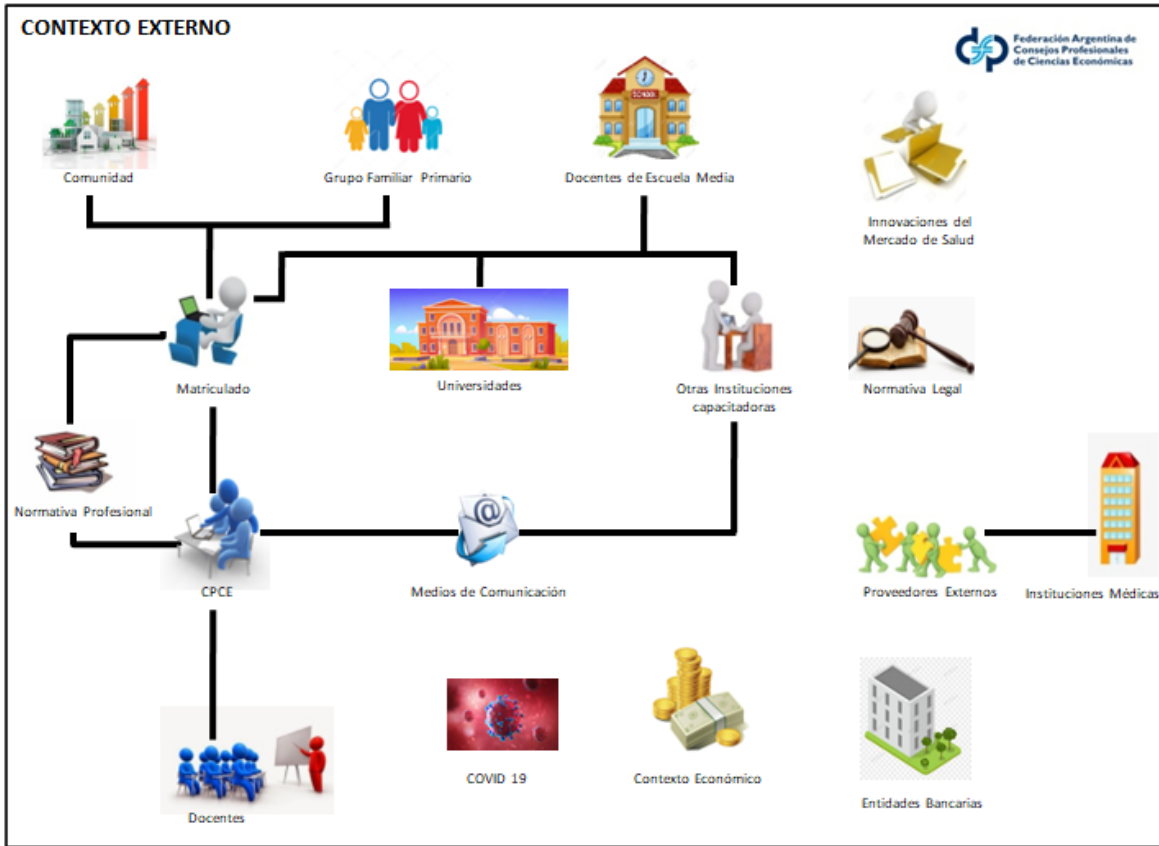 CONTEXTO EXTERNO
Federación Argentina de
Consejos Profesionales
de Ciencias Económicas
SCHOOL
Comunidad
Grupo Familiar Primario
Docentes de Escuela Media
Innovaciones del
Mercado de Salud
Matriculado
Universidades
Otras Instituciones
capacitadoras
Normativa Legal
Normativa Profesional
@
CPCE
Medios de Comunicación
Proveedores Externos
Instituciones Médicas
COVID 19
Contexto Económico
Entidades Bancarias
Docentes